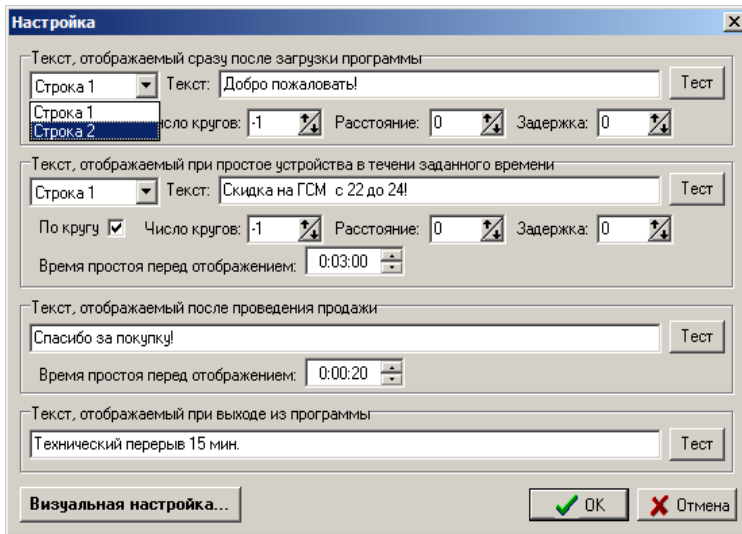 Настройка
Текст, отображаемый сразу после загрузки программы
Строка 1 Текст: Добро пожаловать! Тест
Строка 1
Строка 2
кругов: -1 Расстояние: 0 Задержка: 0
Текст, отображаемый при простое устройства в течени заданного времени
Строка 1 Текст: Скидка на ГСМ с 22 до 24! Тест
По кругу Число кругов: -1 Расстояние: 0 Задержка: 0
Время простоя перед отображением: 0:03:00
Текст, отображаемый после проведения продажи
Спасибо за покупку! Тест
Время простоя перед отображением: 0:00:20
Текст, отображаемый при выходе из программы
Технический перерыв 15 мин. Тест
Визуальная настройка... OK Отмена